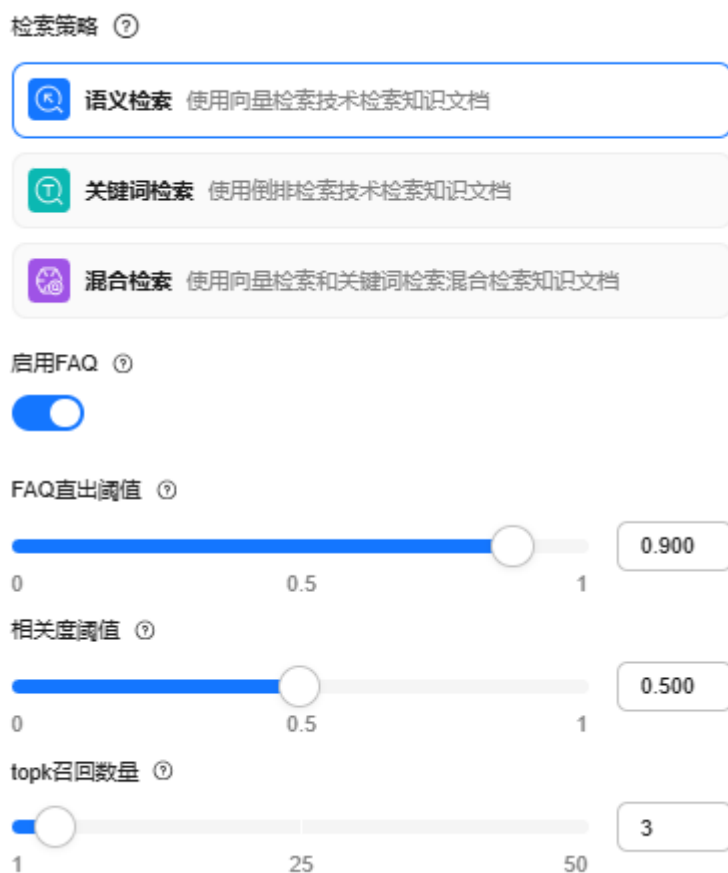 检索策略
语义检索 使用向量检索技术检索知识文档
关键词检索 使用倒排检索技术检索知识文档
混合检索 使用向量检索和关键词检索混合检索知识文档
启用FAQ
FAQ直出阈值
0.900
0 0.5 1
相关度阈值
0.500
0 0.5 1
topk召回数量
3
1 25 50